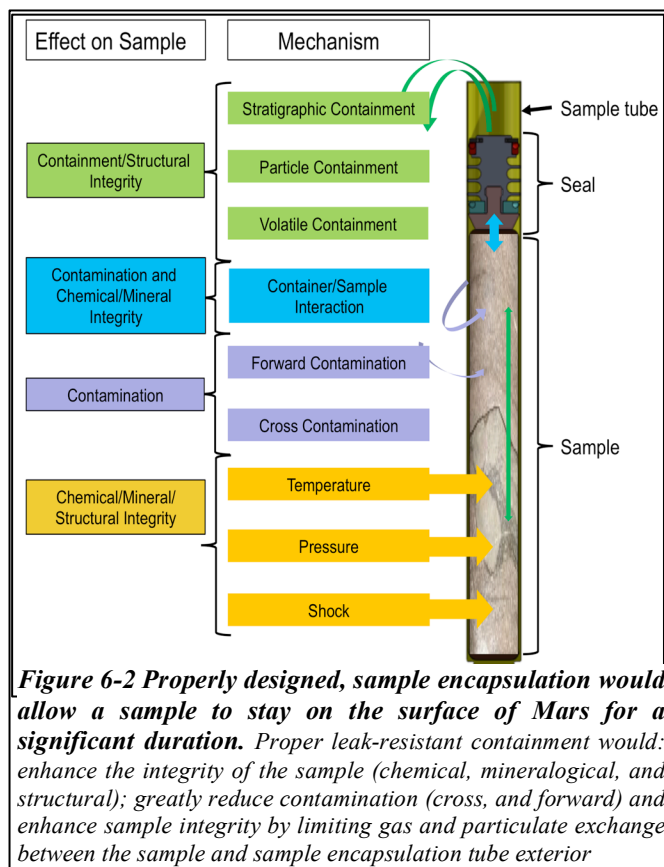 Effect on Sample
Mechanism
Stratigraphic Containment
Sample tube
Containment/Structural
Integrity
Particle Containment
Seal
Volatile Containment
Contamination and
Chemical/Mineral
Integrity
Container/Sample
Interaction
Forward Contamination
Contamination
Cross Contamination
Sample
Chemical/Mineral/
Structural Integrity
Temperature
Pressure
Shock
Figure 6-2 Properly designed, sample encapsulation would
allow a sample to stay on the surface of Mars for a
significant duration. Proper leak-resistant containment would:
enhance the integrity of the sample (chemical, mineralogical, and
structural); greatly reduce contamination (cross, and forward) and
enhance sample integrity by limiting gas and particulate exchange
between the sample and sample encapsulation tube exterior